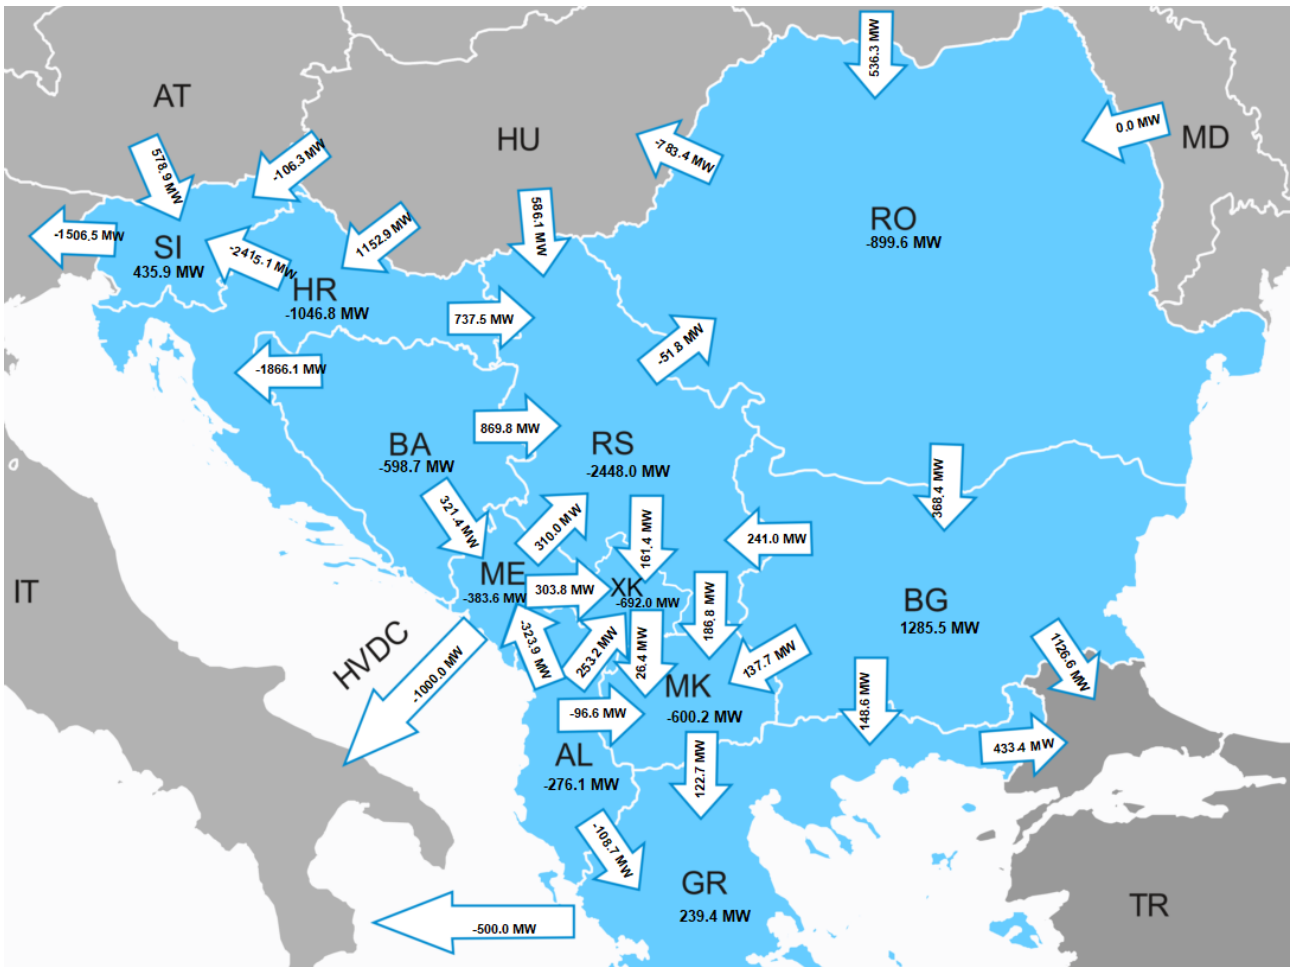 536.3 MW
AT
0.0 MW
MD
HU
578.9 MW
-106.3 MW
-783.4 MW
586.1 MW
RO
-899.6 MW
-1506.5 MW
SI
435.9 MW
-2415.1 MW
1152.9 MW
HR
-1046.8 MW
737.5 MW
-51.8 MW
-1866.1 MW
869.8 MW
BA
-598.7 MW
RS
-2448.0 MW
368.4 MW
321.4 MW
310.0 MW
161.4 MW
241.0 MW
IT
ME
-383.6 MW
303.8 MW
XK
-692.0 MW
186.8 MW
BG
1285.5 MW
HVDC
-1000.0 MW
-323.9 MW
253.2 MW
26.4 MW
137.7 MW
1126.6 MW
MK
-600.2 MW
-96.6 MW
148.6 MW
433.4 MW
AL
-276.1 MW
122.7 MW
-108.7 MW
GR
239.4 MW
TR
-500.0 MW